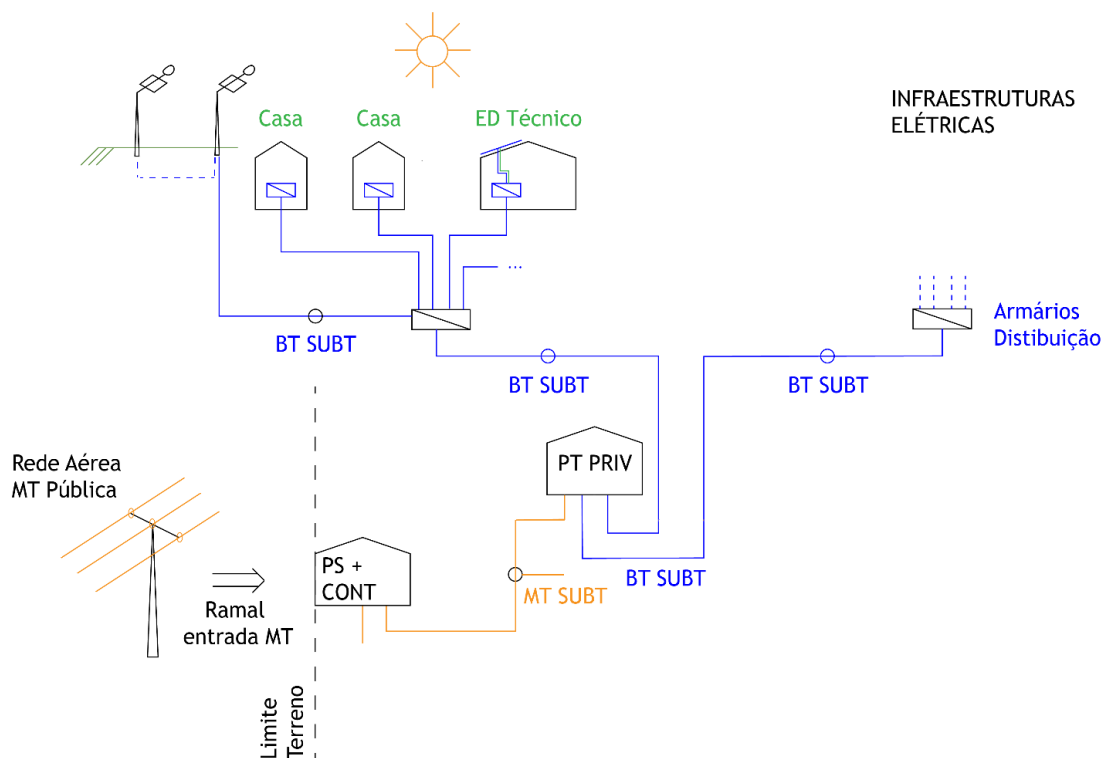 INFRAESTRUTURAS
ELÉTRICAS
Casa
Casa
ED Técnico
...
BT SUBT
BT SUBT
BT SUBT
Armários
Distibuição
Rede Aérea
MT Pública
PT PRIV
PS +
CONT
Ramal
entrada MT
MT SUBT
BT SUBT
Limite
Terreno